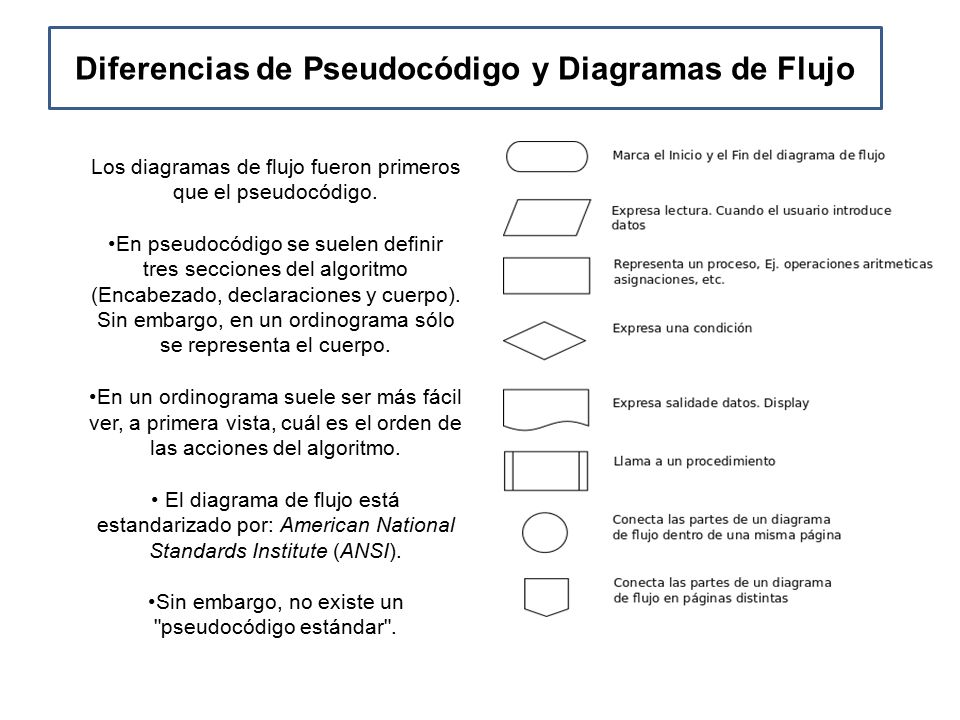 Diferencias de Pseudocódigo y Diagramas de Flujo
Los diagramas de flujo fueron primeros
que el pseudocódigo.
•En pseudocódigo se suelen definir
tres secciones del algoritmo
(Encabezado, declaraciones y cuerpo).
Sin embargo, en un ordinograma sólo
se representa el cuerpo.
•En un ordinograma suele ser más fácil
ver, a primera vista, cuál es el orden de
las acciones del algoritmo.
• El diagrama de flujo está
estandarizado por: American National
Standards Institute (ANSI).
•Sin embargo, no existe un
"pseudocódigo estándar".
Marca el Inicio y el Fin del diagrama de flujo
Expresa lectura. Cuando el usuario introduce
datos
Representa un proceso, Ej. operaciones aritmeticas
asignaciones, etc.
Expresa una condición
Expresa salidade datos. Display
Llama a un procedimiento
Conecta las partes de un diagrama
de flujo dentro de una misma página
Conecta las partes de un diagrama
de flujo en páginas distintas